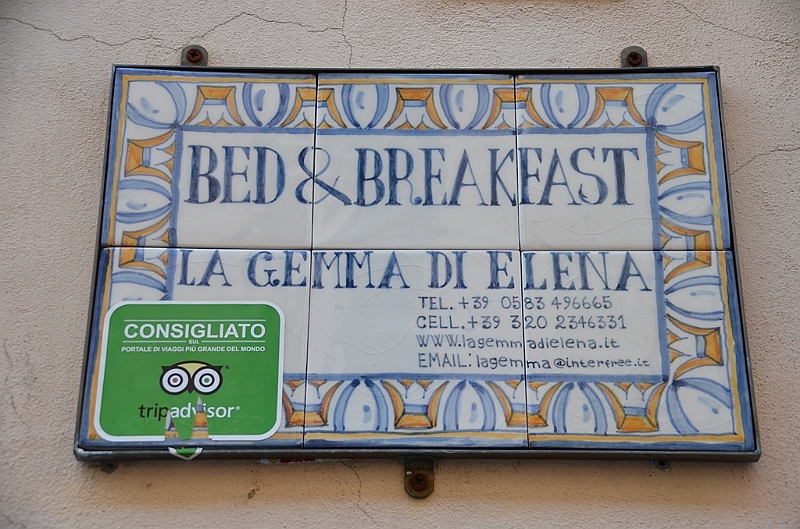 BED & BREAKFAST
LA GEMMA DI ELENA
TEL. +39 0583 496665
CELL. +39 320 2346331
WWW.lagemmadielena.it
EMAIL: lagemma@interfree.it
CONSIGLIATO
SUL
PORTALE DI VIAGGI PIÙ GRANDE DEL MONDO
tripadvisor®